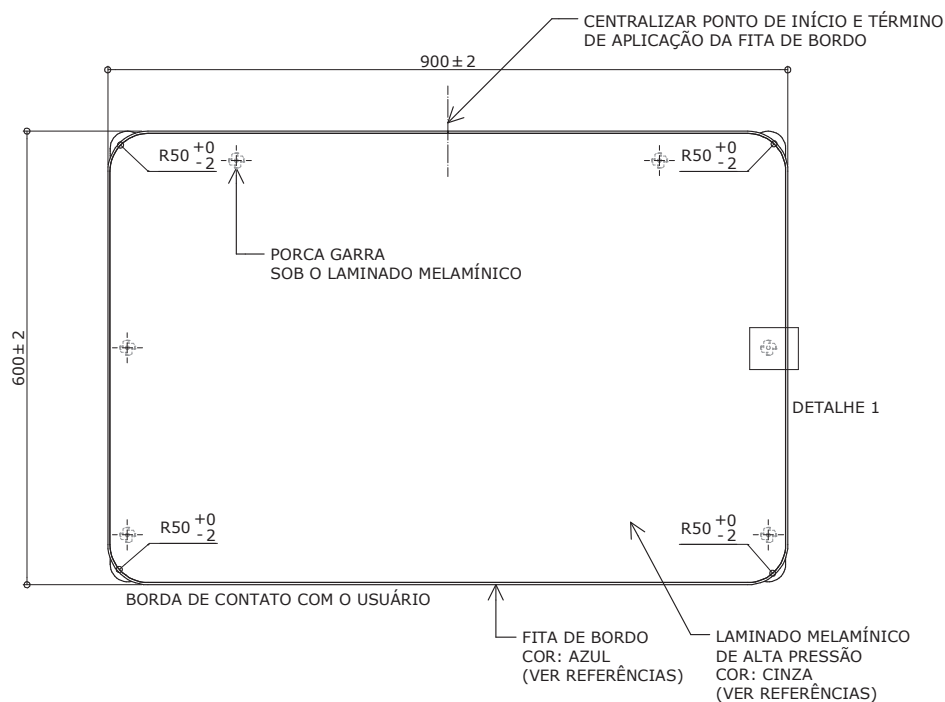 CENTRALIZAR PONTO DE INÍCIO E TÉRMINO
DE APLICAÇÃO DA FITA DE BORDO
900±2
R50 +0 -2
R50 +0 -2
PORCA GARRA
SOB O LAMINADO MELAMÍNICO
600±2
DETALHE 1
R50 +0 -2
R50 +0 -2
BORDA DE CONTATO COM O USUÁRIO
FITA DE BORDO
COR: AZUL
(VER REFERÊNCIAS)
LAMINADO MELAMÍNICO
DE ALTA PRESSÃO
COR: CINZA
(VER REFERÊNCIAS)